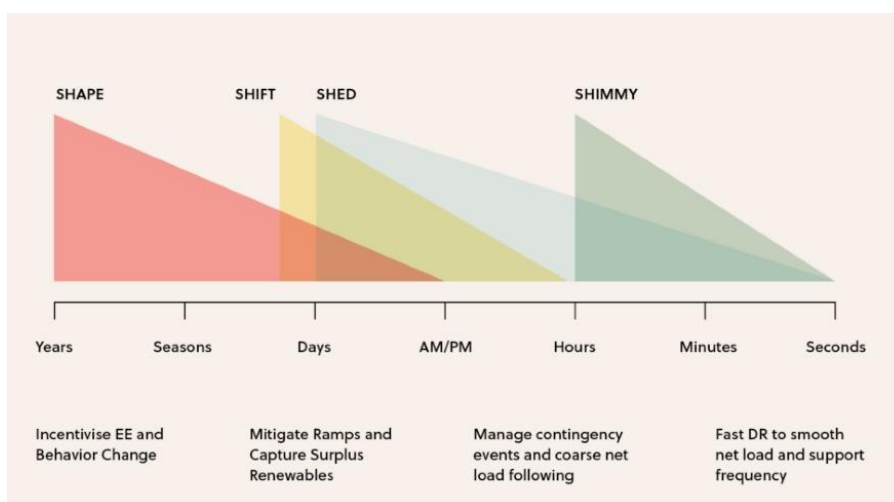 SHAPE SHIFT SHED SHIMMY
Years Seasons Days AM/PM Hours Minutes Seconds
Incentivise EE and
Behavior Change
Mitigate Ramps and
Capture Surplus
Renewables
Manage contingency
events and coarse net
load following
Fast DR to smooth
net load and support
frequency